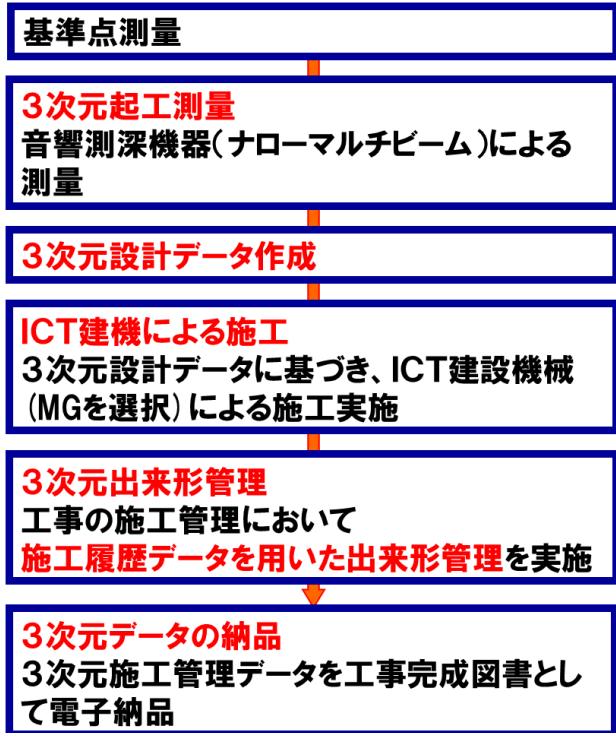 基準点測量
3次元起工測量
音響測深機器(ナローマルチビーム)による
測量
3次元設計データ作成
ICT建機による施工
3次元設計データに基づき、ICT建設機械
(MGを選択)による施工実施
3次元出来形管理
工事の施工管理において
施工履歴データを用いた出来形管理を実施
3次元データの納品
3次元施工管理データを工事完成図書とし
て電子納品